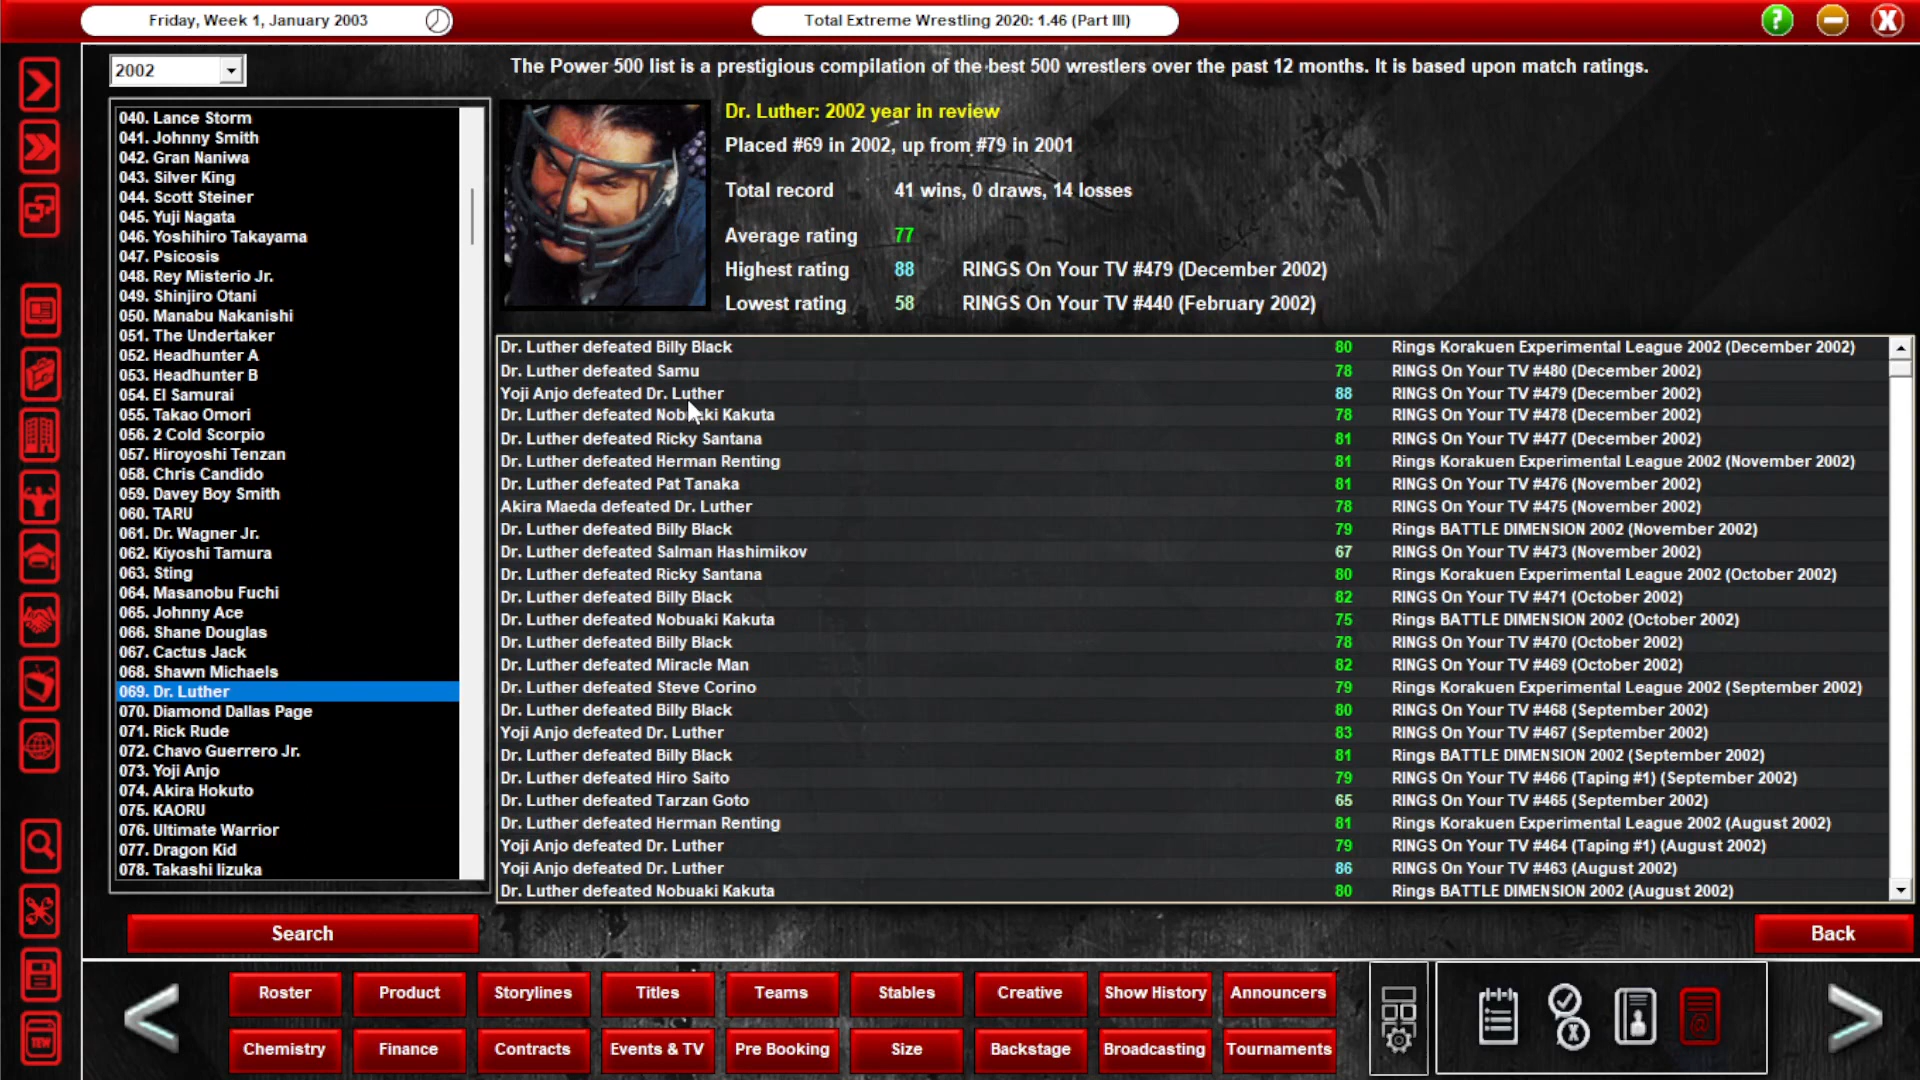 Friday, Week 1, January 2003
Total Extreme Wrestling 2020: 1.46 (Part III)
2002
The Power 500 list is a prestigious compilation of the best 500 wrestlers over the past 12 months. It is based upon match ratings.
040. Lance Storm
041. Johnny Smith
042. Gran Naniwa
043. Silver King
044. Scott Steiner
045. Yuji Nagata
046. Yoshihiro Takayama
047. Psicosis
048. Rey Misterio Jr.
049. Shinjiro Otani
050. Manabu Nakanishi
051. The Undertaker
052. Headhunter A
053. Headhunter B
054. El Samurai
055. Takao Omori
056. 2 Cold Scorpio
057. Hiroyoshi Tenzan
058. Chris Candido
059. Davey Boy Smith
060. TARU
061. Dr. Wagner Jr.
062. Kiyoshi Tamura
063. Sting
064. Masanobu Fuchi
065. Johnny Ace
066. Shane Douglas
067. Cactus Jack
068. Shawn Michaels
069. Dr. Luther
070. Diamond Dallas Page
071. Rick Rude
072. Chavo Guerrero Jr.
073. Yoji Anjo
074. Akira Hokuto
075. KAORU
076. Ultimate Warrior
077. Dragon Kid
078. Takashi Iizuka
Dr. Luther: 2002 year in review
Placed #69 in 2002, up from #79 in 2001
Total record 41 wins, 0 draws, 14 losses
Average rating 77
Highest rating 88 RINGS On Your TV #479 (December 2002)
Lowest rating 58 RINGS On Your TV #440 (February 2002)
Dr. Luther defeated Billy Black 80 Rings Korakuen Experimental League 2002 (December 2002)
Dr. Luther defeated Samu 78 RINGS On Your TV #480 (December 2002)
Yoji Anjo defeated Dr. Luther 88 RINGS On Your TV #479 (December 2002)
Dr. Luther defeated Nobuaki Kakuta 78 RINGS On Your TV #478 (December 2002)
Dr. Luther defeated Ricky Santana 81 RINGS On Your TV #477 (December 2002)
Dr. Luther defeated Herman Renting 81 Rings Korakuen Experimental League 2002 (November 2002)
Dr. Luther defeated Pat Tanaka 81 RINGS On Your TV #476 (November 2002)
Akira Maeda defeated Dr. Luther 78 RINGS On Your TV #475 (November 2002)
Dr. Luther defeated Billy Black 79 Rings BATTLE DIMENSION 2002 (November 2002)
Dr. Luther defeated Salman Hashimikov 67 RINGS On Your TV #473 (November 2002)
Dr. Luther defeated Ricky Santana 80 Rings Korakuen Experimental League 2002 (October 2002)
Dr. Luther defeated Billy Black 82 RINGS On Your TV #471 (October 2002)
Dr. Luther defeated Nobuaki Kakuta 75 Rings BATTLE DIMENSION 2002 (October 2002)
Dr. Luther defeated Billy Black 78 RINGS On Your TV #470 (October 2002)
Dr. Luther defeated Miracle Man 82 RINGS On Your TV #469 (October 2002)
Dr. Luther defeated Steve Corino 79 Rings Korakuen Experimental League 2002 (September 2002)
Dr. Luther defeated Billy Black 80 RINGS On Your TV #468 (September 2002)
Yoji Anjo defeated Dr. Luther 83 RINGS On Your TV #467 (September 2002)
Dr. Luther defeated Billy Black 81 Rings BATTLE DIMENSION 2002 (September 2002)
Dr. Luther defeated Hiro Saito 79 RINGS On Your TV #466 (Taping #1) (September 2002)
Dr. Luther defeated Tarzan Goto 65 RINGS On Your TV #465 (September 2002)
Dr. Luther defeated Herman Renting 81 Rings Korakuen Experimental League 2002 (August 2002)
Yoji Anjo defeated Dr. Luther 79 RINGS On Your TV #464 (Taping #1) (August 2002)
Yoji Anjo defeated Dr. Luther 86 RINGS On Your TV #463 (August 2002)
Dr. Luther defeated Nobuaki Kakuta 80 Rings BATTLE DIMENSION 2002 (August 2002)
Search
Back
Roster Product Storylines Titles Teams Stables Creative Show History Announcers
Chemistry Finance Contracts Events & TV Pre Booking Size Backstage Broadcasting Tournaments
TEW